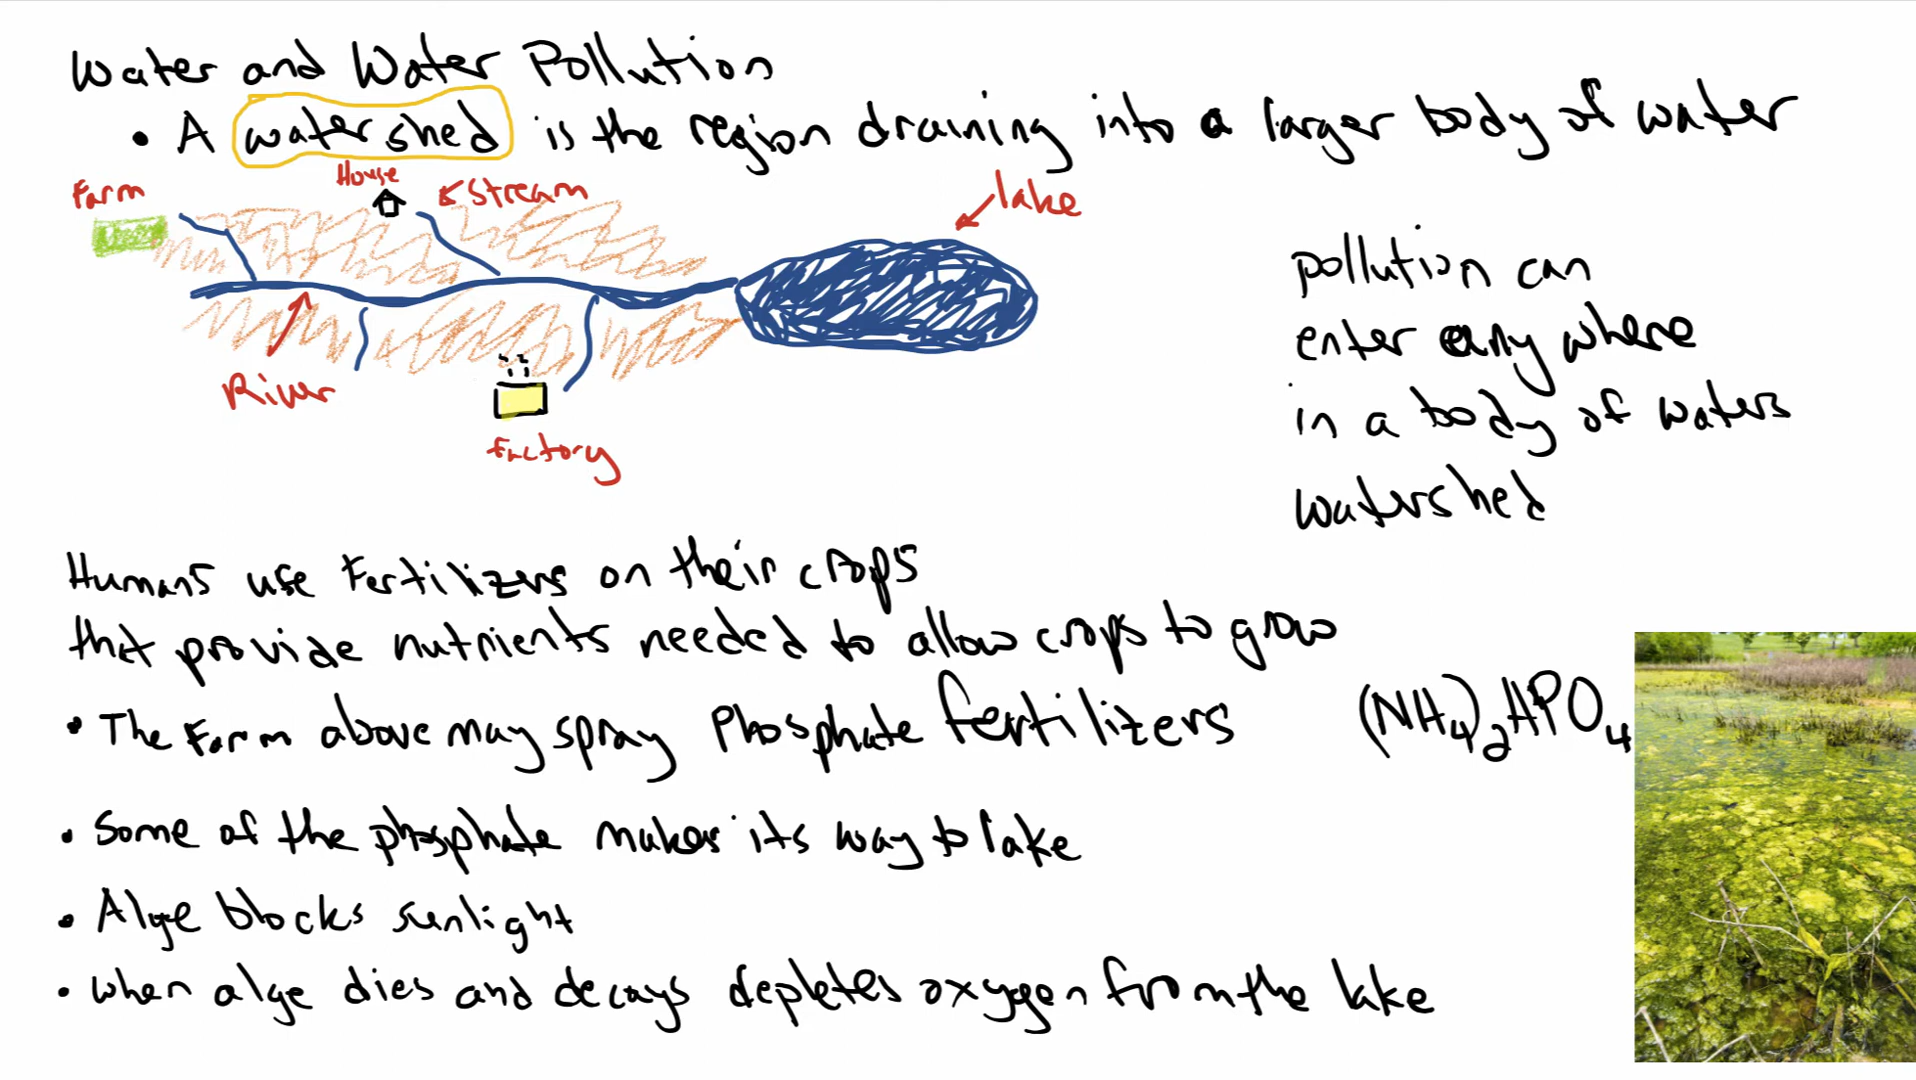 Water and Water Pollution
• A watershed is the region draining into a larger body of water
Farm
House
Stream
lake
River
Factory
pollution can
enter any where
in a body of waters
watershed
Humans use Fertilizers on their crops
that provide nutrients needed to allow crops to grow
• The Farm above may spray Phosphate fertilizers (NH₄)₂HPO₄
• Some of the phosphate makes its way to lake
• Alge blocks sunlight
• when alge dies and decays depletes oxygen from the lake